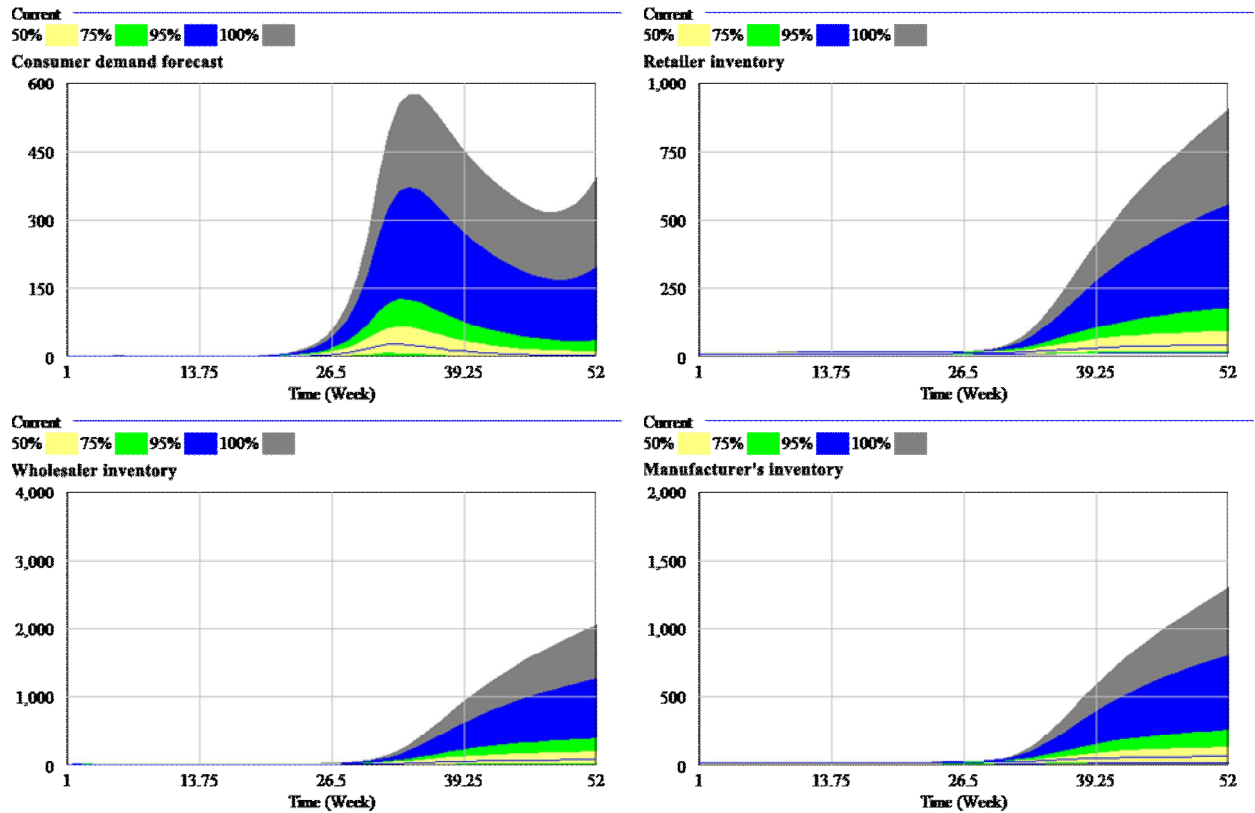 Current
50% 75% 95% 100%
Consumer demand forecast
600
450
300
150
0
1 13.75 26.5 39.25 52
Time (Week)
Current
50% 75% 95% 100%
Retailer inventory
1,000
750
500
250
0
1 13.75 26.5 39.25 52
Time (Week)
Current
50% 75% 95% 100%
Wholesaler inventory
4,000
3,000
2,000
1,000
0
1 13.75 26.5 39.25 52
Time (Week)
Current
50% 75% 95% 100%
Manufacturer's inventory
2,000
1,500
1,000
500
0
1 13.75 26.5 39.25 52
Time (Week)